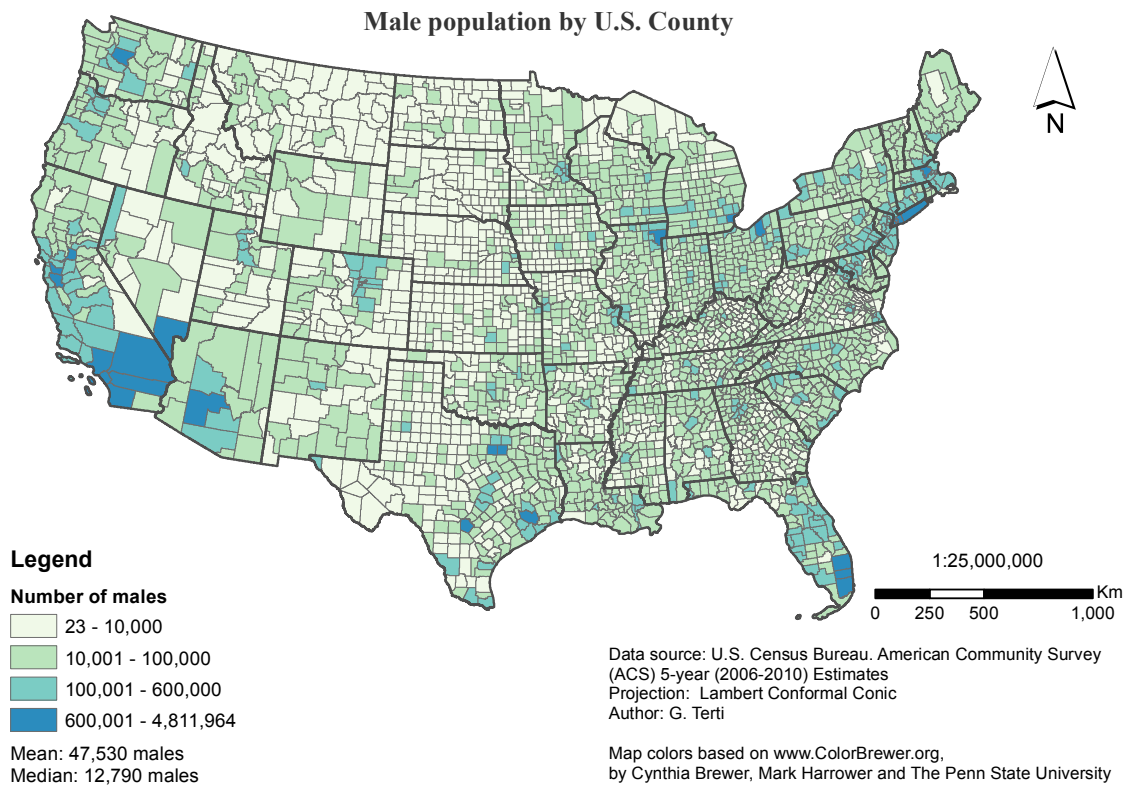 Male population by U.S. County
N
Legend
Number of males
23 - 10,000
10,001 - 100,000
100,001 - 600,000
600,001 - 4,811,964
Mean: 47,530 males
Median: 12,790 males
1:25,000,000
Km
0 250 500 1,000
Data source: U.S. Census Bureau. American Community Survey
(ACS) 5-year (2006-2010) Estimates
Projection: Lambert Conformal Conic
Author: G. Terti
Map colors based on www.ColorBrewer.org,
by Cynthia Brewer, Mark Harrower and The Penn State University